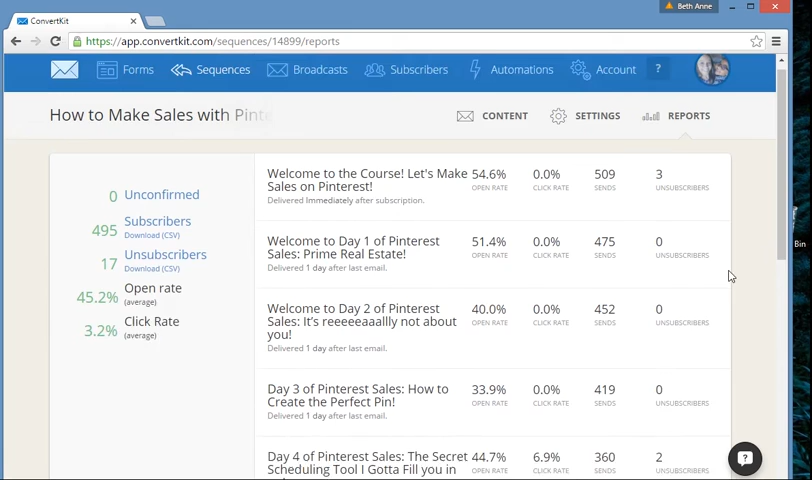 Beth Anne
ConvertKit
https://app.convertkit.com/sequences/14899/reports
Forms
Sequences
Broadcasts
Subscribers
Automations
?
Account
How to Make Sales with Pint
CONTENT
SETTINGS
REPORTS
0 Unconfirmed
495 Subscribers
Download (CSV)
17 Unsubscribers
Download (CSV)
45.2% Open rate
(average)
3.2% Click Rate
(average)
Welcome to the Course! Let's Make
Sales on Pinterest!
Delivered Immediately after subscription.
54.6% 0.0% 509 3
OPEN RATE CLICK RATE SENDS UNSUBSCRIBERS
Welcome to Day 1 of Pinterest
Sales: Prime Real Estate!
Delivered 1 day after last email.
51.4% 0.0% 475 0
OPEN RATE CLICK RATE SENDS UNSUBSCRIBERS
Welcome to Day 2 of Pinterest
Sales: It's reeeeeaaallly not about
you!
Delivered 1 day after last email.
40.0% 0.0% 452 0
OPEN RATE CLICK RATE SENDS UNSUBSCRIBERS
Day 3 of Pinterest Sales: How to
Create the Perfect Pin!
Delivered 1 day after last email.
33.9% 0.0% 419 0
OPEN RATE CLICK RATE SENDS UNSUBSCRIBERS
Day 4 of Pinterest Sales: The Secret
Scheduling Tool I Gotta Fill you in
44.7% 6.9% 360 2
OPEN RATE CLICK RATE SENDS UNSUBSCRIBERS
?
Bin